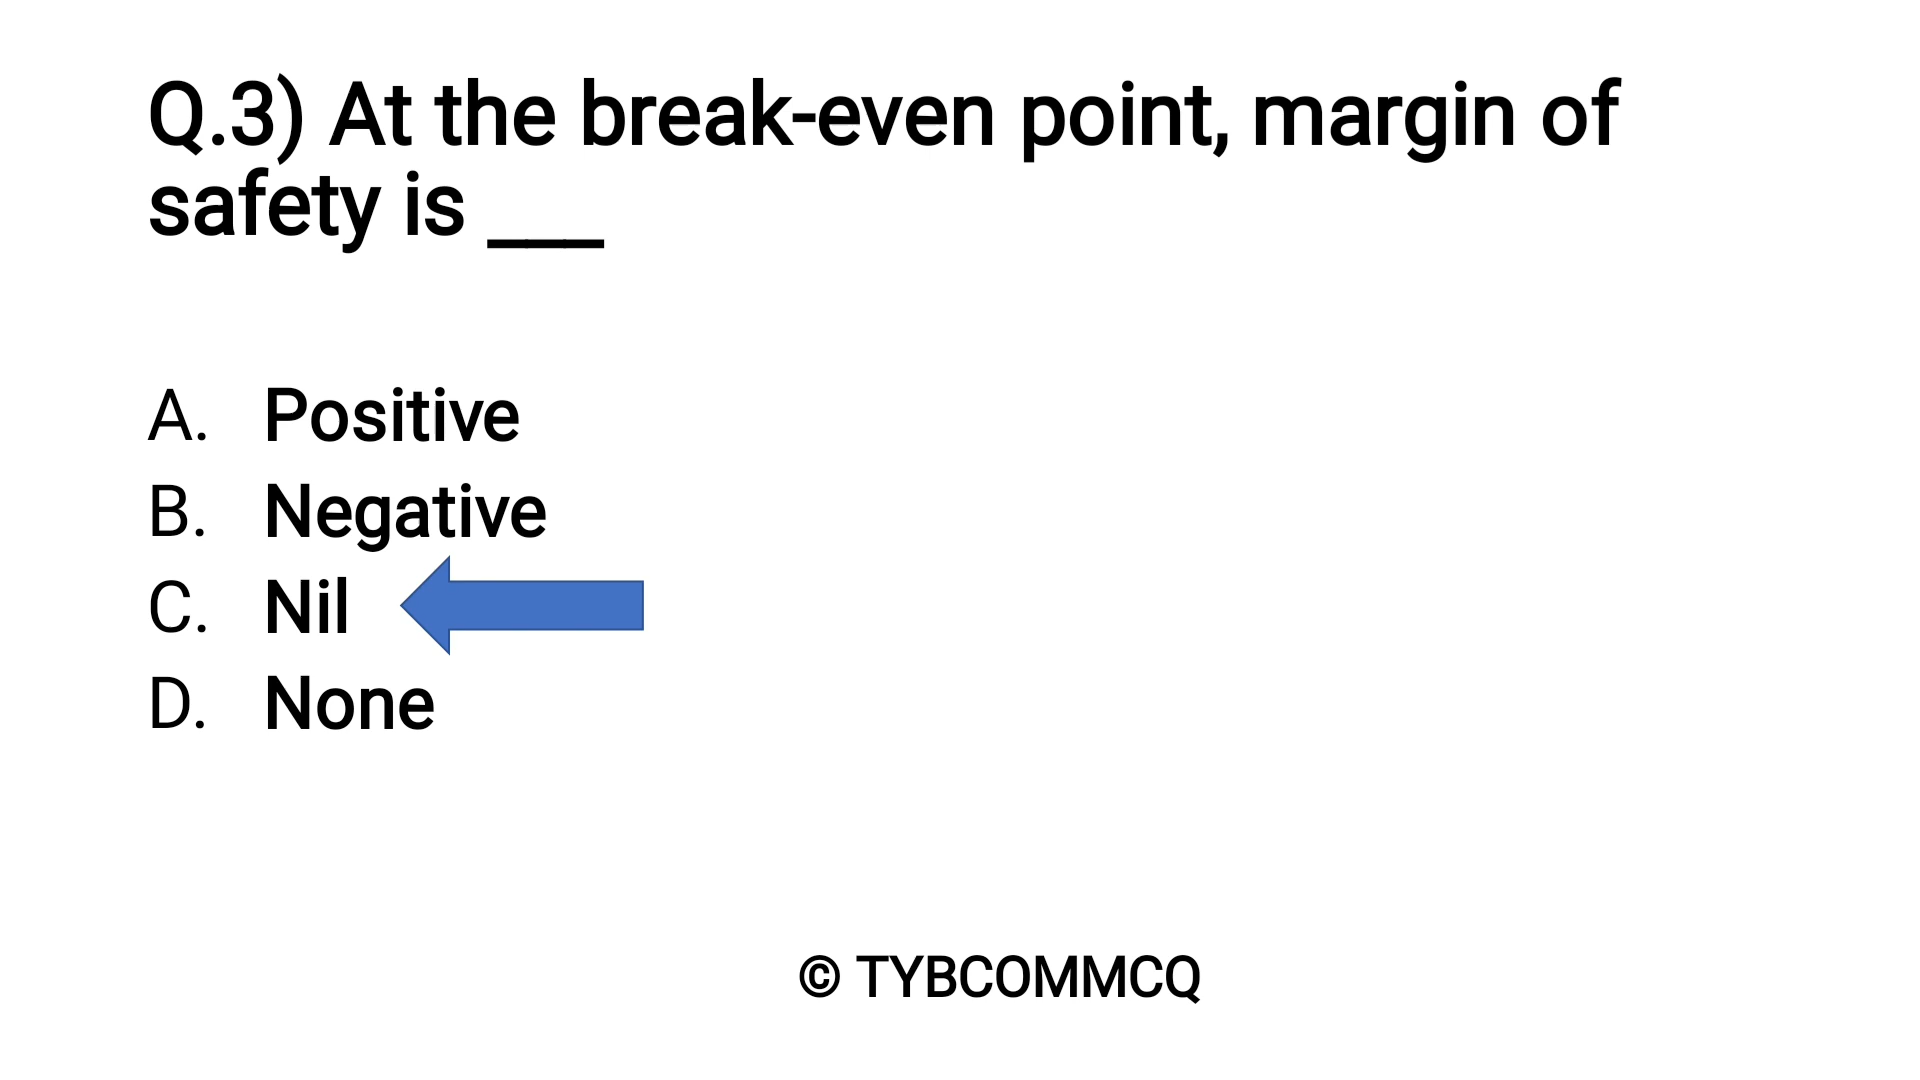 Q.3) At the break-even point, margin of
safety is ___
A. Positive
B. Negative
C. Nil
D. None
© TYBCOMMCQ